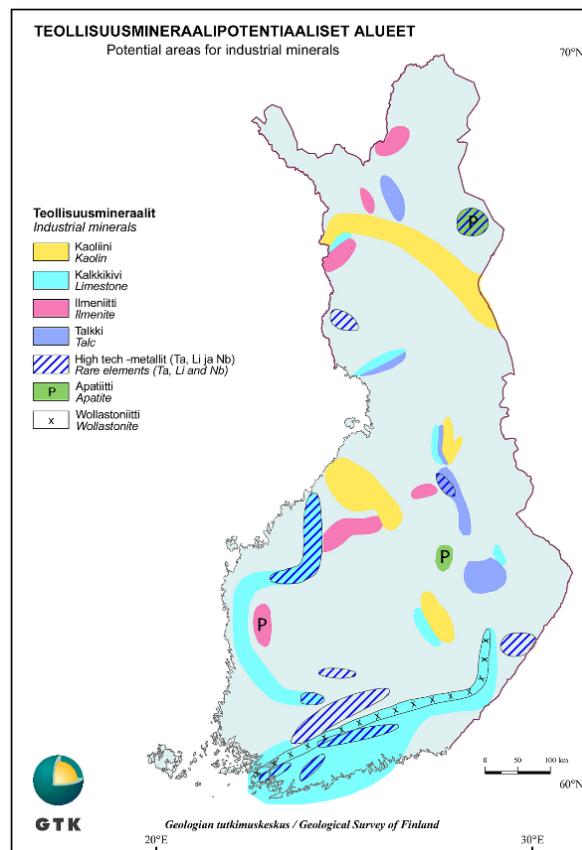 TEOLLISUUSMINERAALIPOTENTIAALISET ALUEET
Potential areas for industrial minerals
70°N
Teollisuusmineraalit
Industrial minerals
Kaoliini
Kaolin
Kalkkikivi
Limestone
Ilmeniitti
Ilmenite
Talkki
Talc
High tech -metallit (Ta, Li ja Nb)
Rare elements (Ta, Li and Nb)
P
Apatiitti
Apatite
x
Wollastoniitti
Wollastonite
P
P
P
x x x x x x x x x x x x x x x x x
0 50 100 km
60°N
GTK
Geologian tutkimuskeskus / Geological Survey of Finland
20°E
30°E